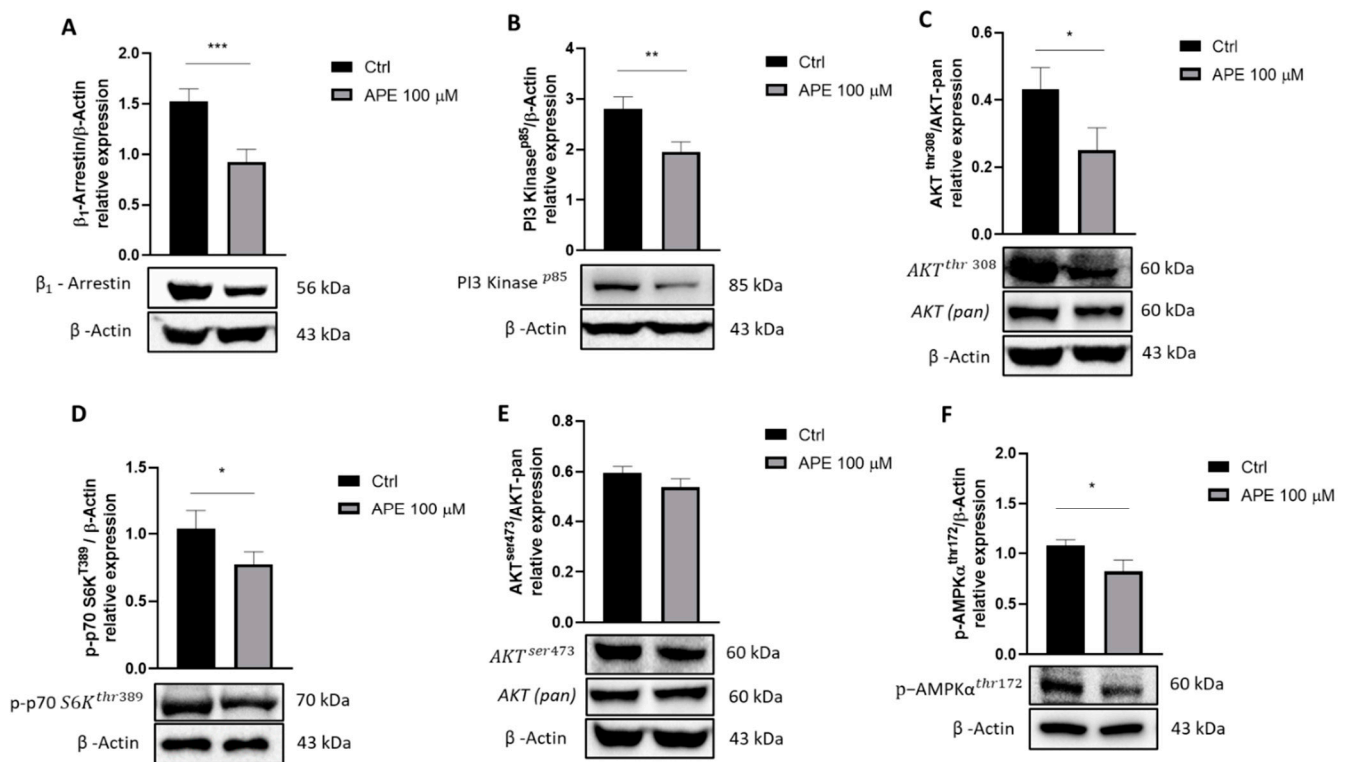 A
β₁-Arrestin/β-Actin
relative expression
2.0
1.5
1.0
0.5
0.0
***
Ctrl
APE 100 μM
β₁ - Arrestin
56 kDa
β -Actin
43 kDa
B
PI3 Kinaseᵖ⁸⁵/β-Actin
relative expression
4
3
2
1
0
**
Ctrl
APE 100 μM
PI3 Kinase ᵖ⁸⁵
85 kDa
β -Actin
43 kDa
C
AKT ᵗʰʳ³⁰⁸/AKT-pan
relative expression
0.6
0.4
0.2
0.0
*
Ctrl
APE 100 μM
AKTᵗʰʳ ³⁰⁸
60 kDa
AKT (pan)
60 kDa
β -Actin
43 kDa
D
p-p70 S6Kᵀ³⁸⁹ / β-Actin
relative expression
1.5
1.0
0.5
0.0
*
Ctrl
APE 100 μM
p-p70 S6Kᵗʰʳ³⁸⁹
70 kDa
β -Actin
43 kDa
E
AKTˢᵉʳ⁴⁷³/AKT-pan
relative expression
0.8
0.6
0.4
0.2
0.0
Ctrl
APE 100 μM
AKTˢᵉʳ⁴⁷³
60 kDa
AKT (pan)
60 kDa
β -Actin
43 kDa
F
p-AMPKαᵗʰʳ¹⁷²/β-Actin
relative expression
2.0
1.5
1.0
0.5
0.0
*
Ctrl
APE 100 μM
p−AMPKαᵗʰʳ¹⁷²
60 kDa
β -Actin
43 kDa